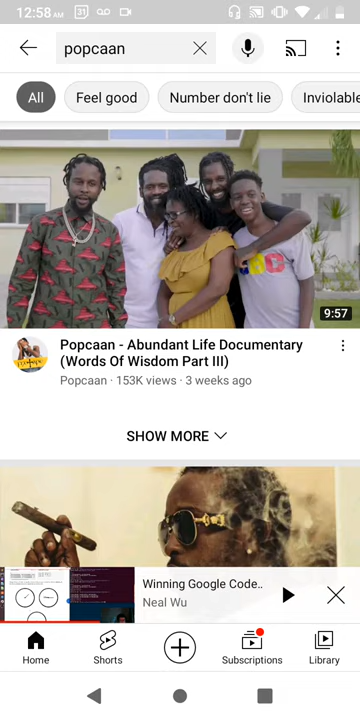 12:58 AM 31
popcaan
All Feel good Number don't lie Inviolable
9:57
Popcaan - Abundant Life Documentary
(Words Of Wisdom Part III)
Popcaan · 153K views · 3 weeks ago
SHOW MORE
Winning Google Code..
Neal Wu
Home Shorts Subscriptions Library